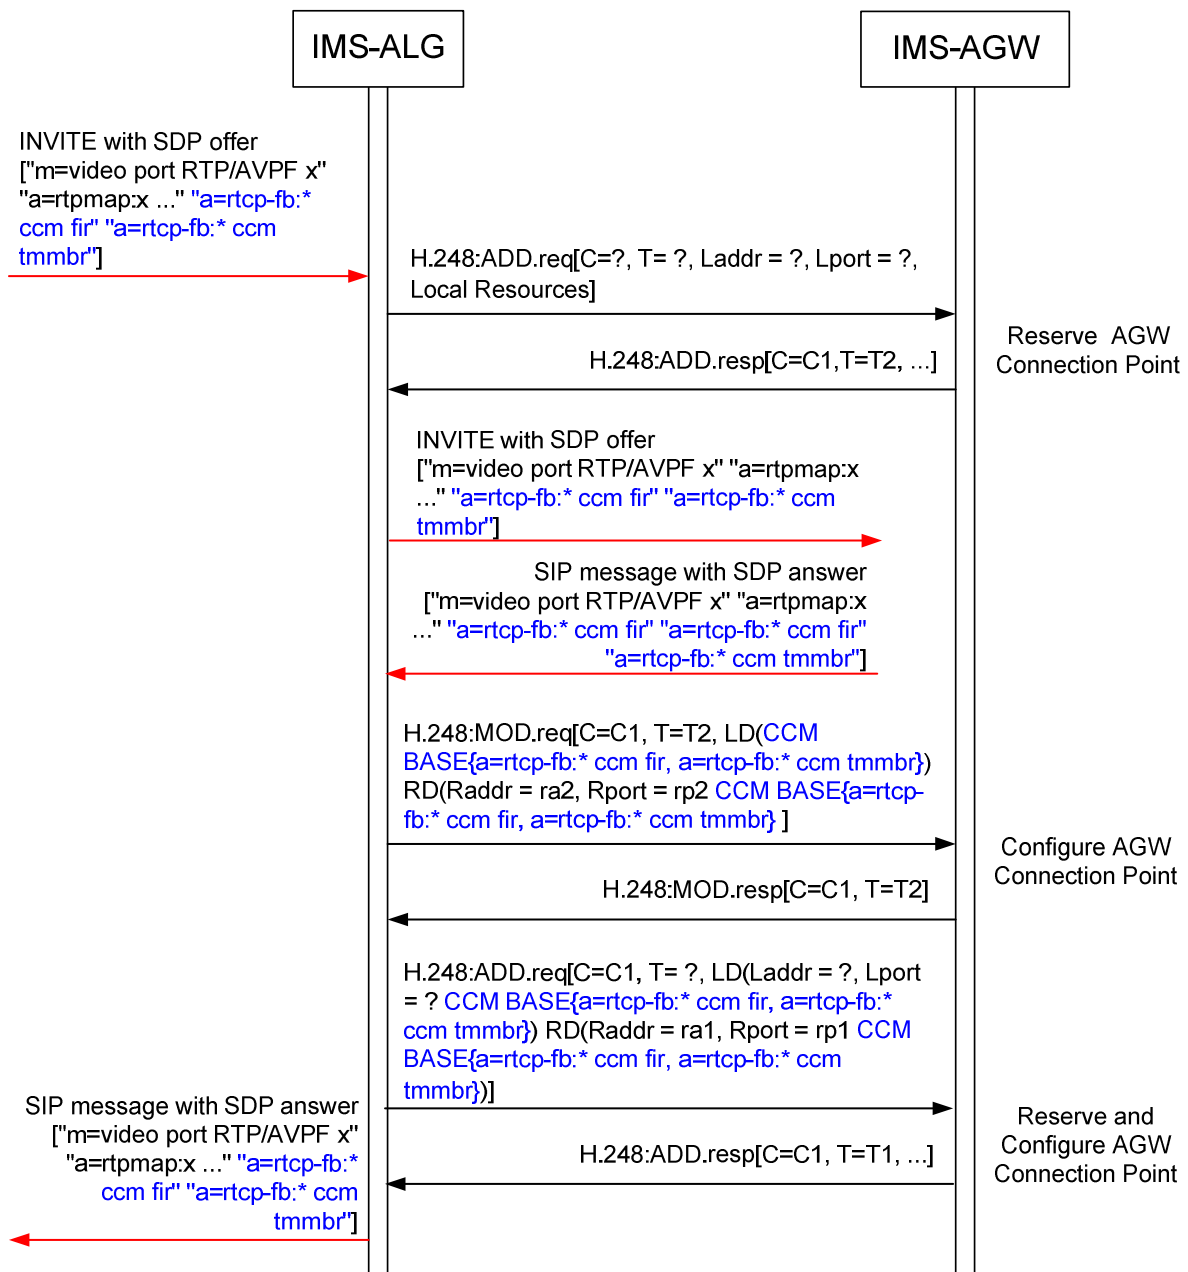 IMS-ALG
IMS-AGW
INVITE with SDP offer
["m=video port RTP/AVPF x"
"a=rtpmap:x ..." "a=rtcp-fb:*
ccm fir" "a=rtcp-fb:* ccm
tmmbr"]
H.248:ADD.req[C=?, T= ?, Laddr = ?, Lport = ?,
Local Resources]
Reserve AGW
Connection Point
H.248:ADD.resp[C=C1,T=T2, ...]
INVITE with SDP offer
["m=video port RTP/AVPF x" "a=rtpmap:x
..." "a=rtcp-fb:* ccm fir" "a=rtcp-fb:* ccm
tmmbr"]
SIP message with SDP answer
["m=video port RTP/AVPF x" "a=rtpmap:x
..." "a=rtcp-fb:* ccm fir" "a=rtcp-fb:* ccm fir"
"a=rtcp-fb:* ccm tmmbr"]
H.248:MOD.req[C=C1, T=T2, LD(CCM
BASE{a=rtcp-fb:* ccm fir, a=rtcp-fb:* ccm tmmbr})
RD(Raddr = ra2, Rport = rp2 CCM BASE{a=rtcp-
fb:* ccm fir, a=rtcp-fb:* ccm tmmbr} ]
Configure AGW
Connection Point
H.248:MOD.resp[C=C1, T=T2]
H.248:ADD.req[C=C1, T= ?, LD(Laddr = ?, Lport
= ? CCM BASE{a=rtcp-fb:* ccm fir, a=rtcp-fb:*
ccm tmmbr}) RD(Raddr = ra1, Rport = rp1 CCM
BASE{a=rtcp-fb:* ccm fir, a=rtcp-fb:* ccm
tmmbr})]
Reserve and
Configure AGW
Connection Point
H.248:ADD.resp[C=C1, T=T1, ...]
SIP message with SDP answer
["m=video port RTP/AVPF x"
"a=rtpmap:x ..." "a=rtcp-fb:*
ccm fir" "a=rtcp-fb:* ccm
tmmbr"]